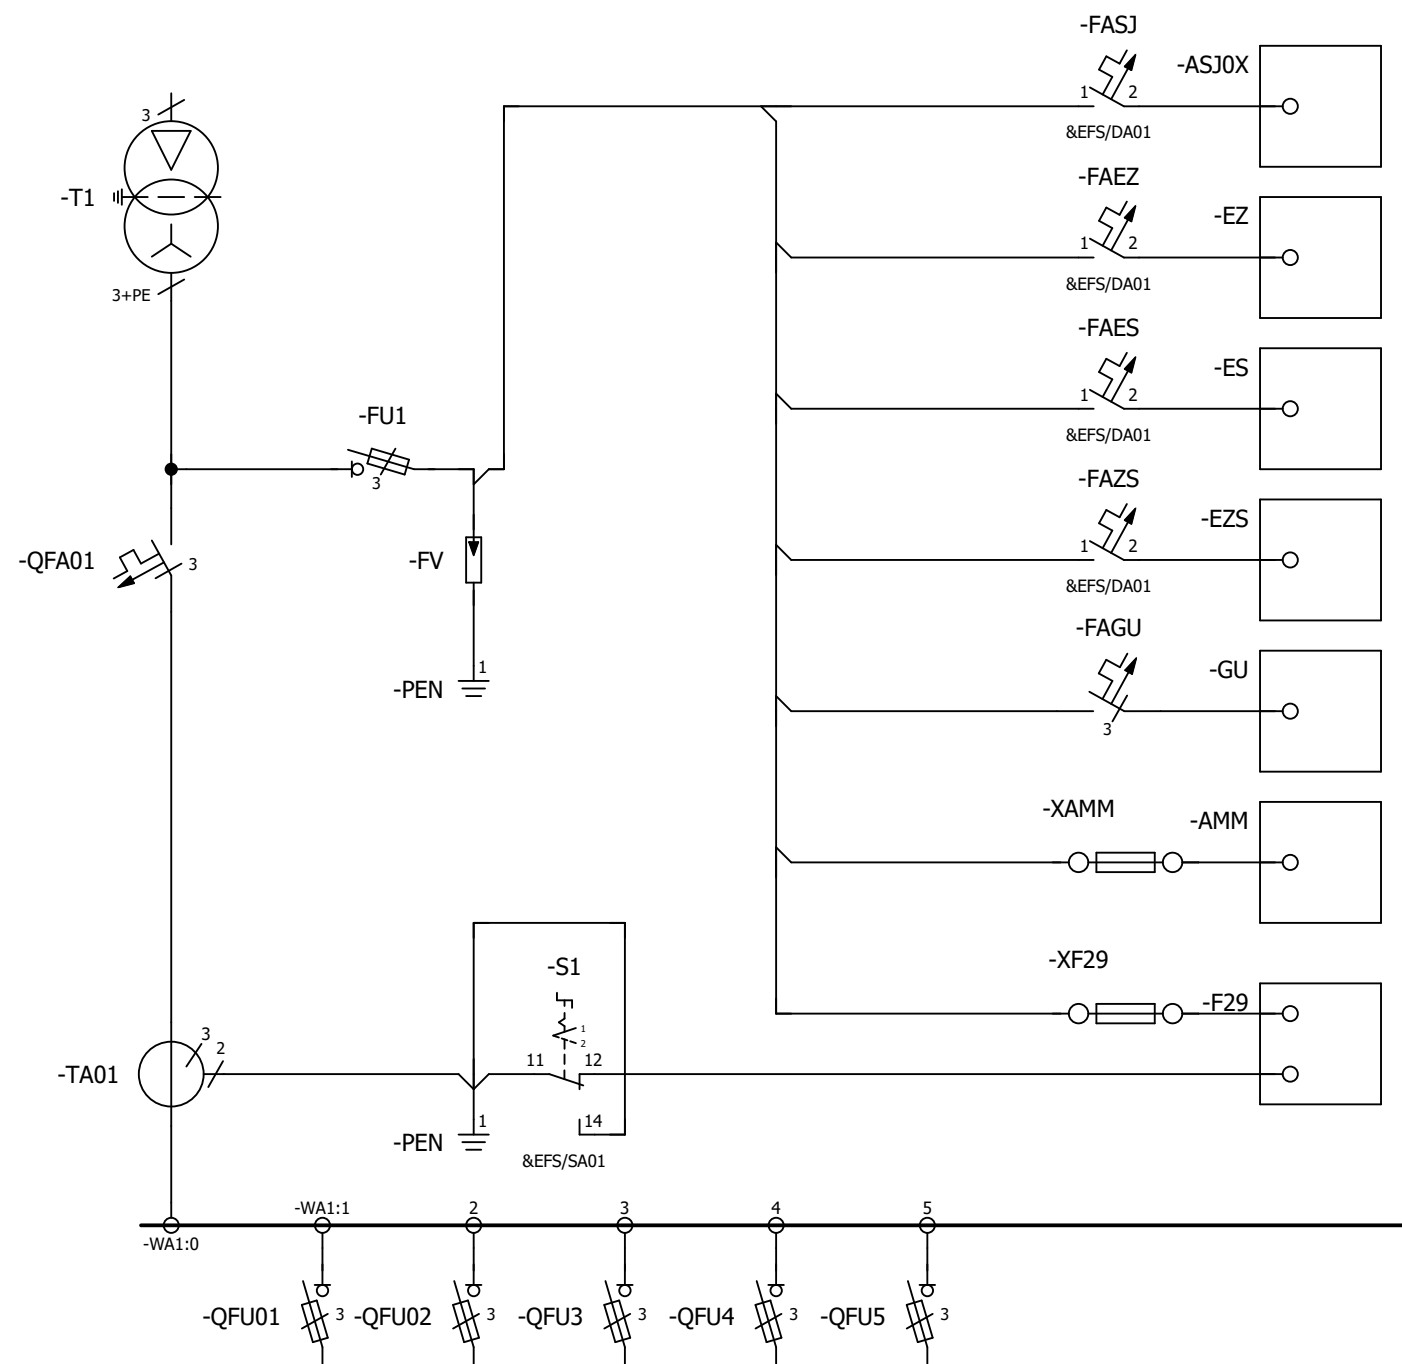 -FASJ
-ASJ0X
1 2
&EFS/DA01
3
-T1
3+PE
-FAEZ
-EZ
1 2
&EFS/DA01
-FAES
-ES
1 2
&EFS/DA01
-FU1
3
-FAZS
-EZS
1 2
&EFS/DA01
-QFA01
3
-FV
-FAGU
-GU
3
1
-PEN
-XAMM
-AMM
-S1
-XF29
-F29
1
2
3
2
-TA01
11 12
1
14
-PEN
&EFS/SA01
-WA1:1 2 3 4 5
-WA1:0
-QFU01 3 -QFU02 3 -QFU3 3 -QFU4 3 -QFU5 3